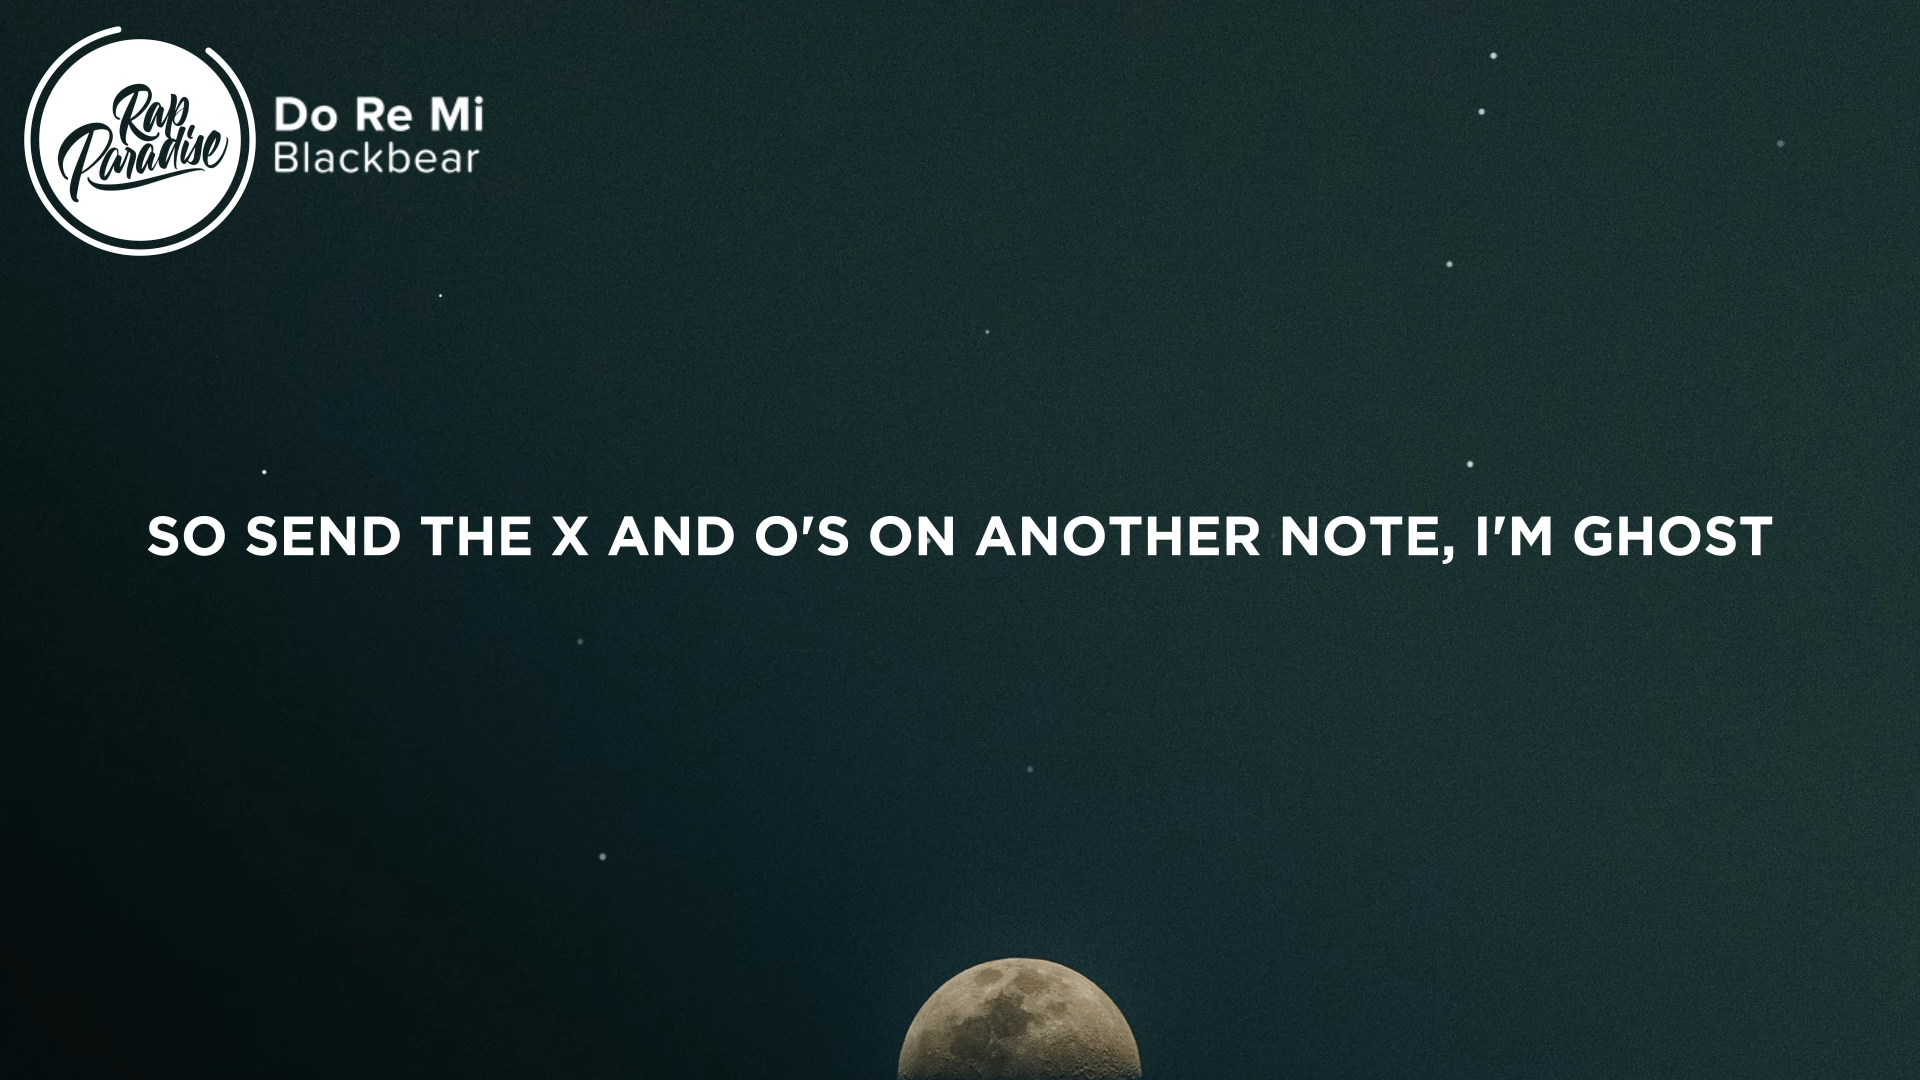 Rap
Paradise
Do Re Mi
Blackbear
SO SEND THE X AND O'S ON ANOTHER NOTE, I'M GHOST